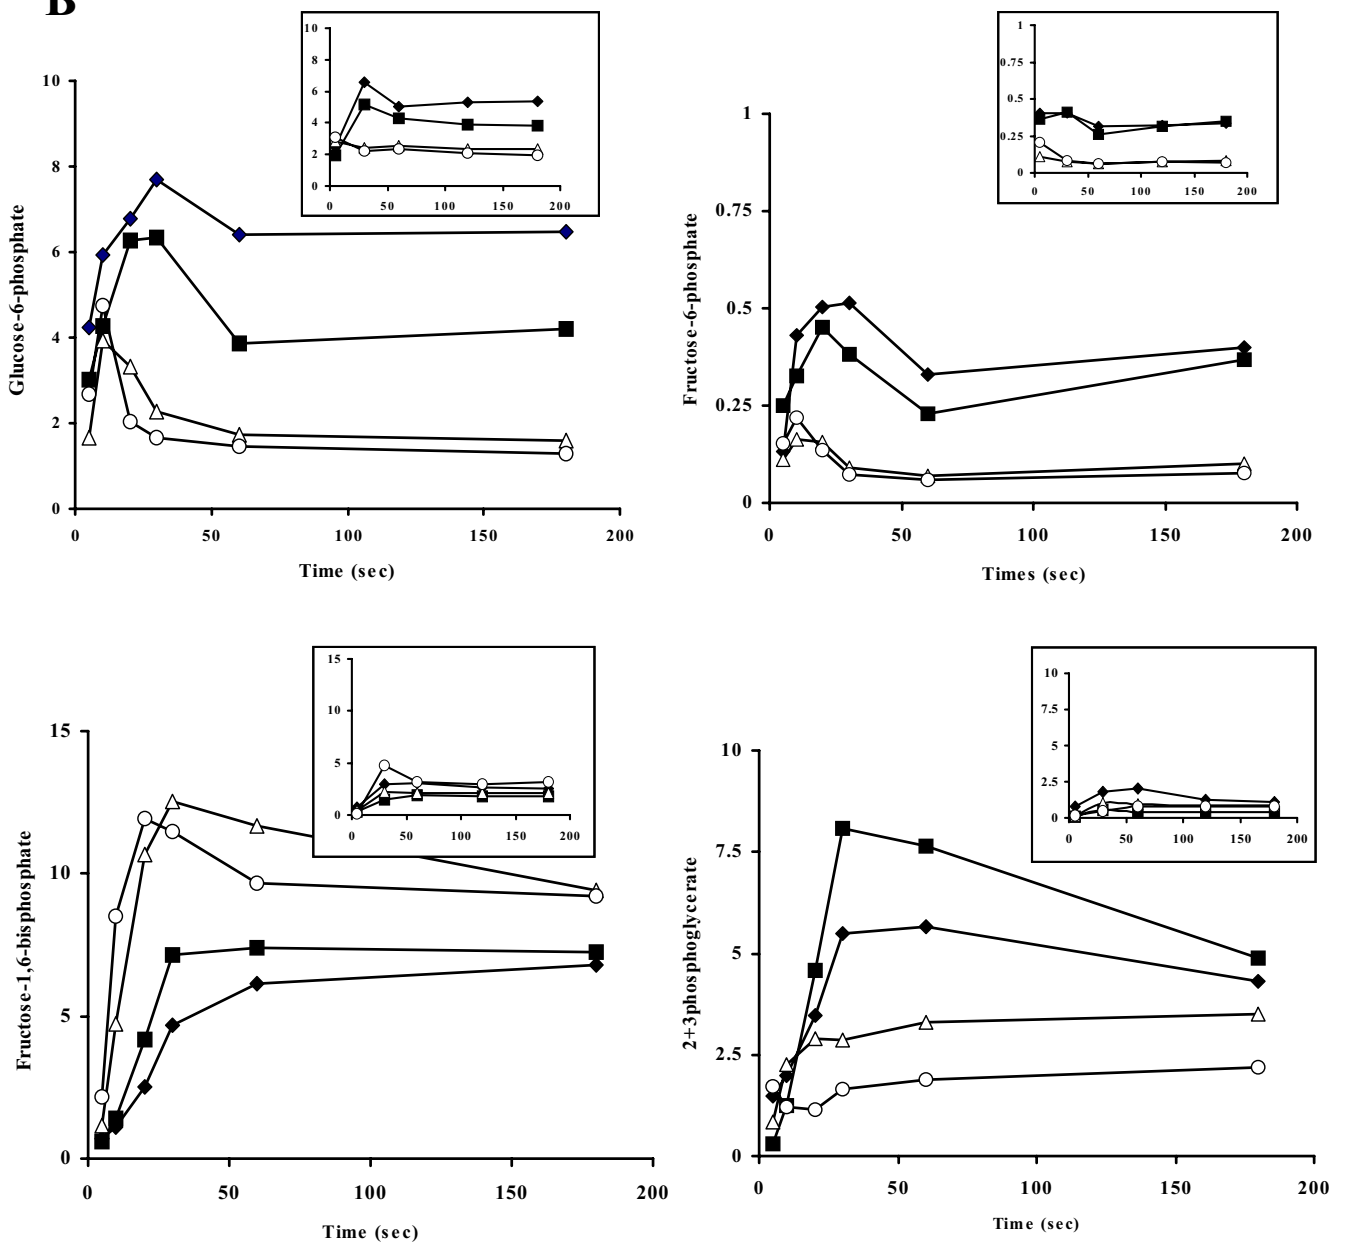 B
10
8
6
4
2
0
0 50 100 150 200
Glucose-6-phosphate
Time (sec)
10
8
6
4
2
0
0 50 100 150 200
1
0.75
0.5
0.25
0
0 50 100 150 200
Fructose-6-phosphate
Times (sec)
1
0.75
0.5
0.25
0
0 50 100 150 200
15
10
5
0
0 50 100 150 200
Fructose-1,6-bisphosphate
Time (sec)
15
10
5
0
0 50 100 150 200
10
7.5
5
2.5
0
0 50 100 150 200
2+3phosphoglycerate
Time (sec)
10
7.5
5
2.5
0
0 50 100 150 200